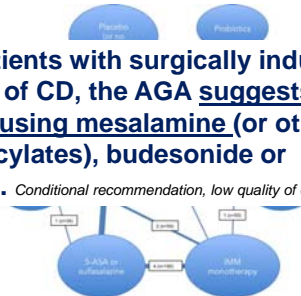 Placebo
Probiotics
tients with surgically indu
of CD, the AGA suggests
using mesalamine (or ot
cylates), budesonide or
. Conditional recommendation, low quality of
5-ASA or
sulfasalazine
IMM
monotherapy